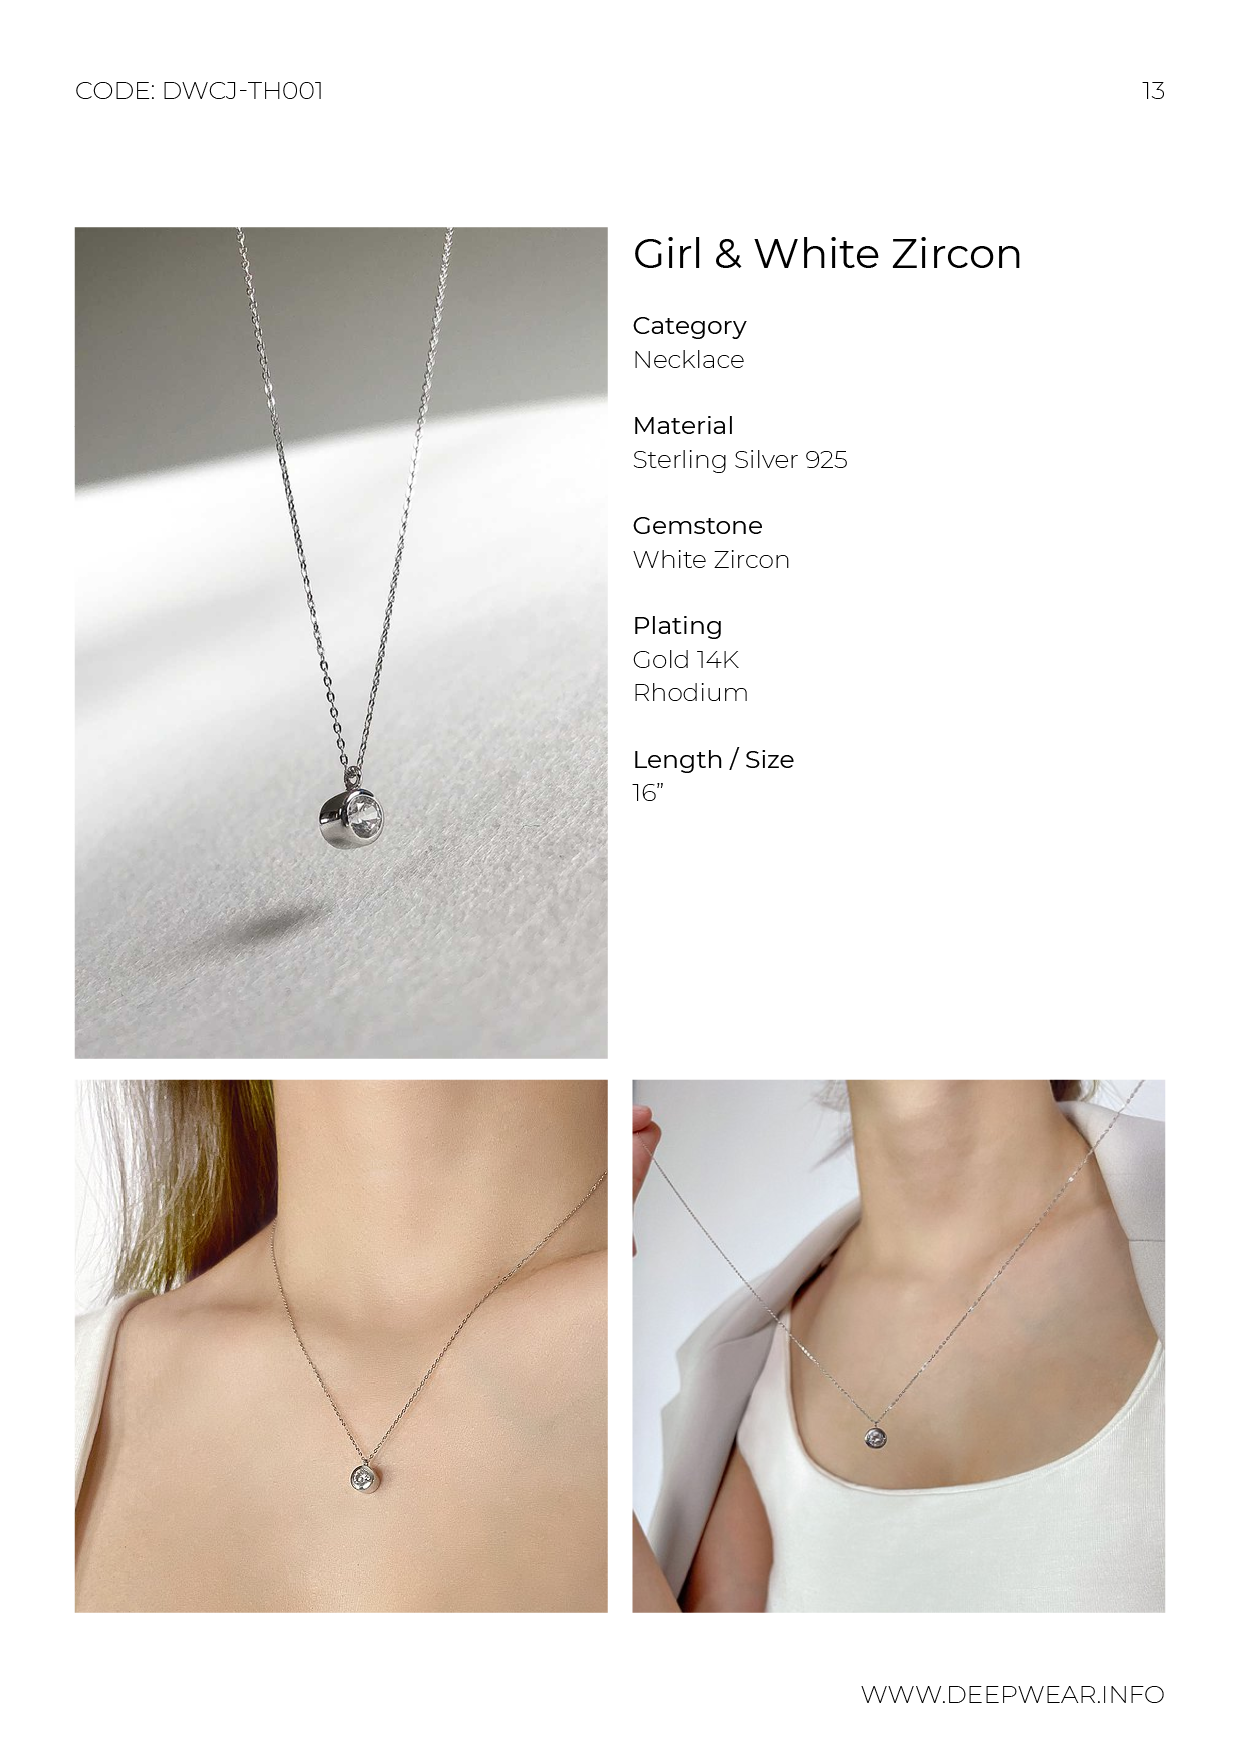 CODE: DWCJ-TH001
13
Girl & White Zircon
Category
Necklace
Material
Sterling Silver 925
Gemstone
White Zircon
Plating
Gold 14K
Rhodium
Length / Size
16”
WWW.DEEPWEAR.INFO